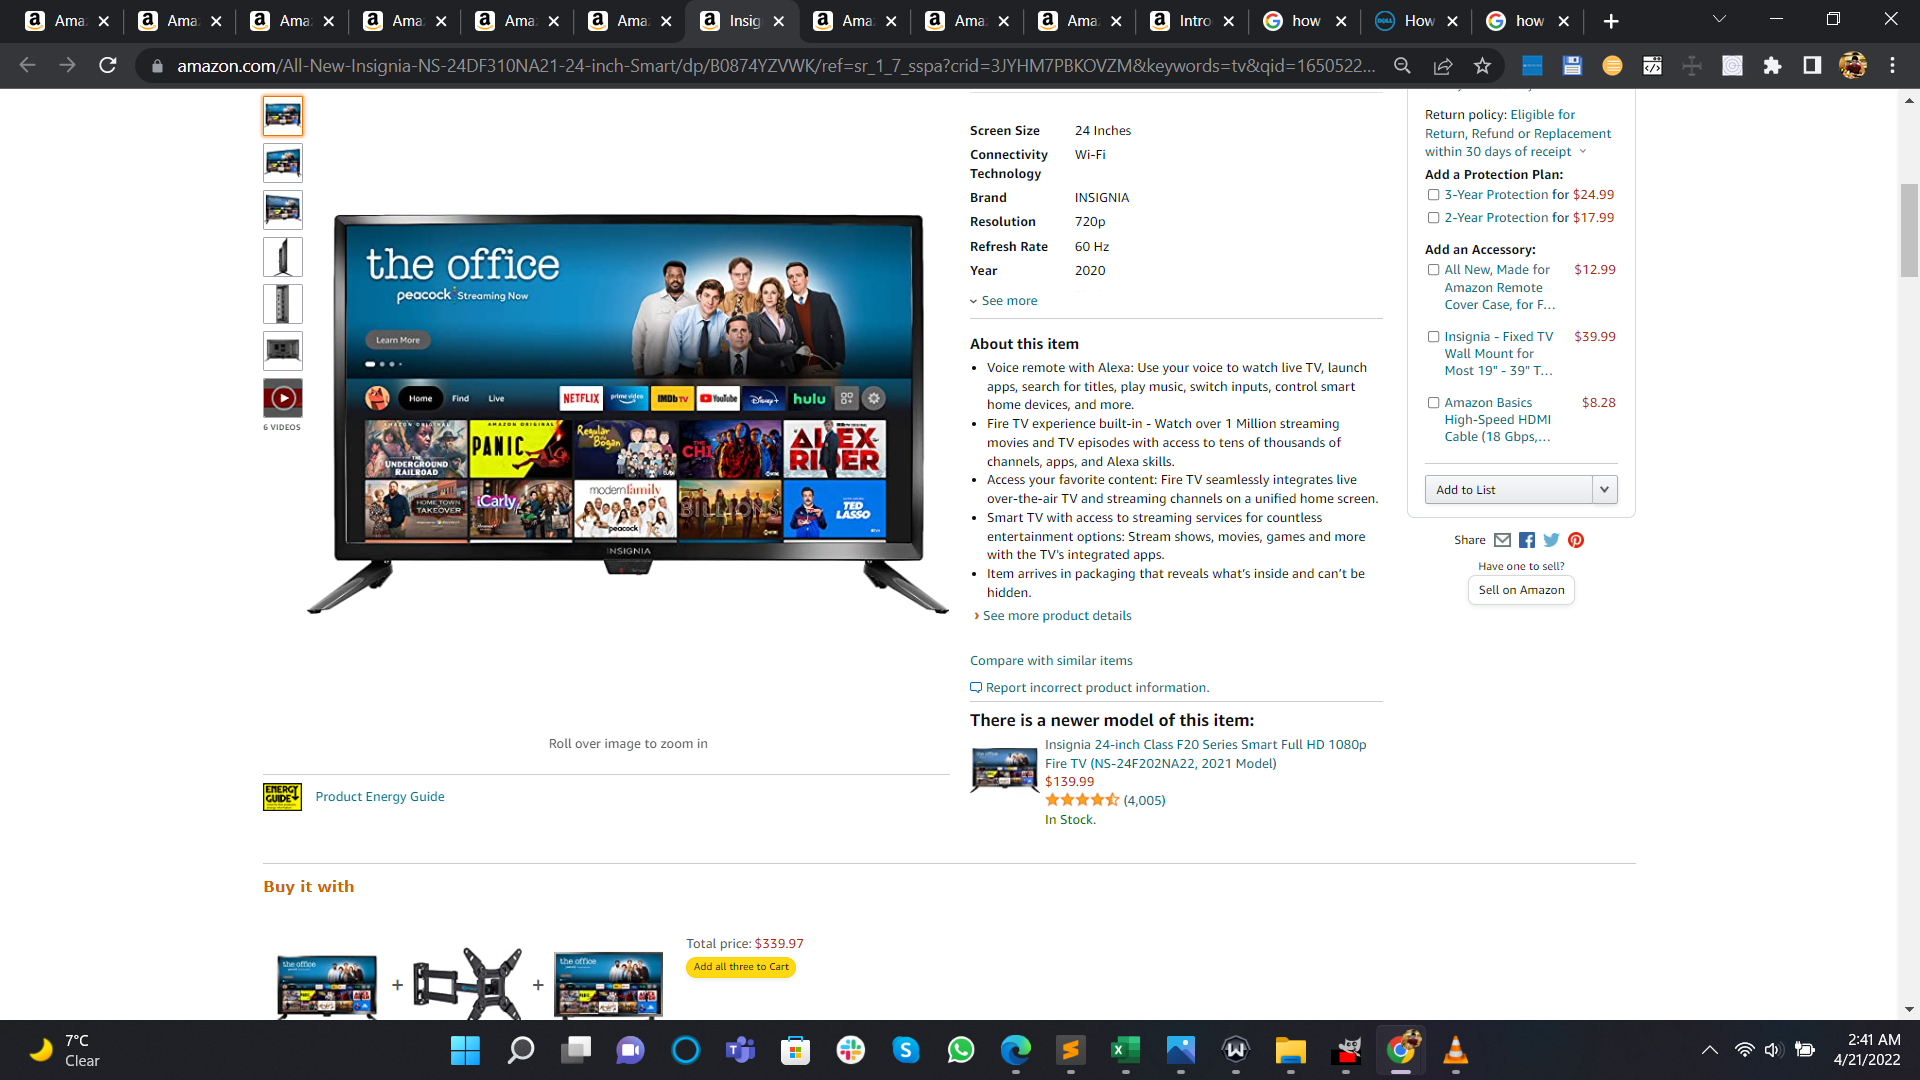 Ama
Ama
Ama
Ama
Ama
Ama
Insig
Ama
Ama
Ama
Intro
how
How
how
amazon.com/All-New-Insignia-NS-24DF310NA21-24-inch-Smart/dp/B0874YZVWK/ref=sr_1_7_sspa?crid=3JYHM7PBKOVZM&keywords=tv&qid=1650522...
6 VIDEOS
the office
peacock Streaming Now
Learn More
Home Find Live NETFLIX prime video IMDb TV YouTube Disney+ hulu
AMAZON ORIGINAL
THE UNDERGROUND
RAILROAD
AMAZON ORIGINAL
PANIC
Regular
Old
Bogan
THE CHI
ALEX
RIDER
HOME TOWN
TAKEOVER
iCarly
modern family
peacock
BILLIONS
TED
LASSO
INSIGNIA
Roll over image to zoom in
ENERGY
GUIDE
Product Energy Guide
Screen Size 24 Inches
Connectivity Wi-Fi
Technology
Brand INSIGNIA
Resolution 720p
Refresh Rate 60 Hz
Year 2020
See more
About this item
• Voice remote with Alexa: Use your voice to watch live TV, launch
apps, search for titles, play music, switch inputs, control smart
home devices, and more.
• Fire TV experience built-in - Watch over 1 Million streaming
movies and TV episodes with access to tens of thousands of
channels, apps, and Alexa skills.
• Access your favorite content: Fire TV seamlessly integrates live
over-the-air TV and streaming channels on a unified home screen.
• Smart TV with access to streaming services for countless
entertainment options: Stream shows, movies, games and more
with the TV's integrated apps.
• Item arrives in packaging that reveals what's inside and can't be
hidden.
› See more product details
Compare with similar items
Report incorrect product information.
There is a newer model of this item:
Insignia 24-inch Class F20 Series Smart Full HD 1080p
Fire TV (NS-24F202NA22, 2021 Model)
$139.99
(4,005)
In Stock.
Return policy: Eligible for
Return, Refund or Replacement
within 30 days of receipt
Add a Protection Plan:
3-Year Protection for $24.99
2-Year Protection for $17.99
Add an Accessory:
All New, Made for $12.99
Amazon Remote
Cover Case, for F...
Insignia - Fixed TV $39.99
Wall Mount for
Most 19" - 39" T...
Amazon Basics $8.28
High-Speed HDMI
Cable (18 Gbps,...
Add to List
Share
Have one to sell?
Sell on Amazon
Buy it with
the office
+
+
the office
Total price: $339.97
Add all three to Cart
7°C
Clear
2:41 AM
4/21/2022